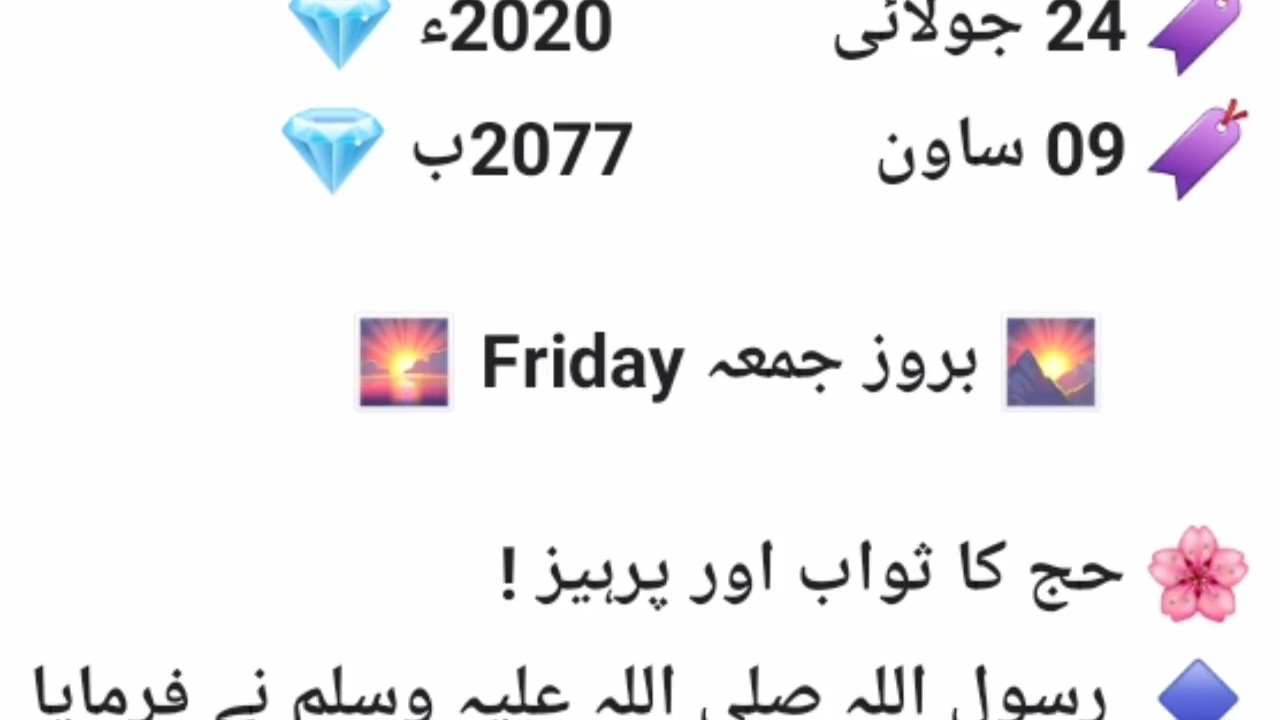 24 جولائی 2020ء
09 ساون 2077ب
بروز جمعہ Friday
حج کا ثواب اور پرہیز !
رسول اللہ صلی اللہ علیہ وسلم نے فرمایا